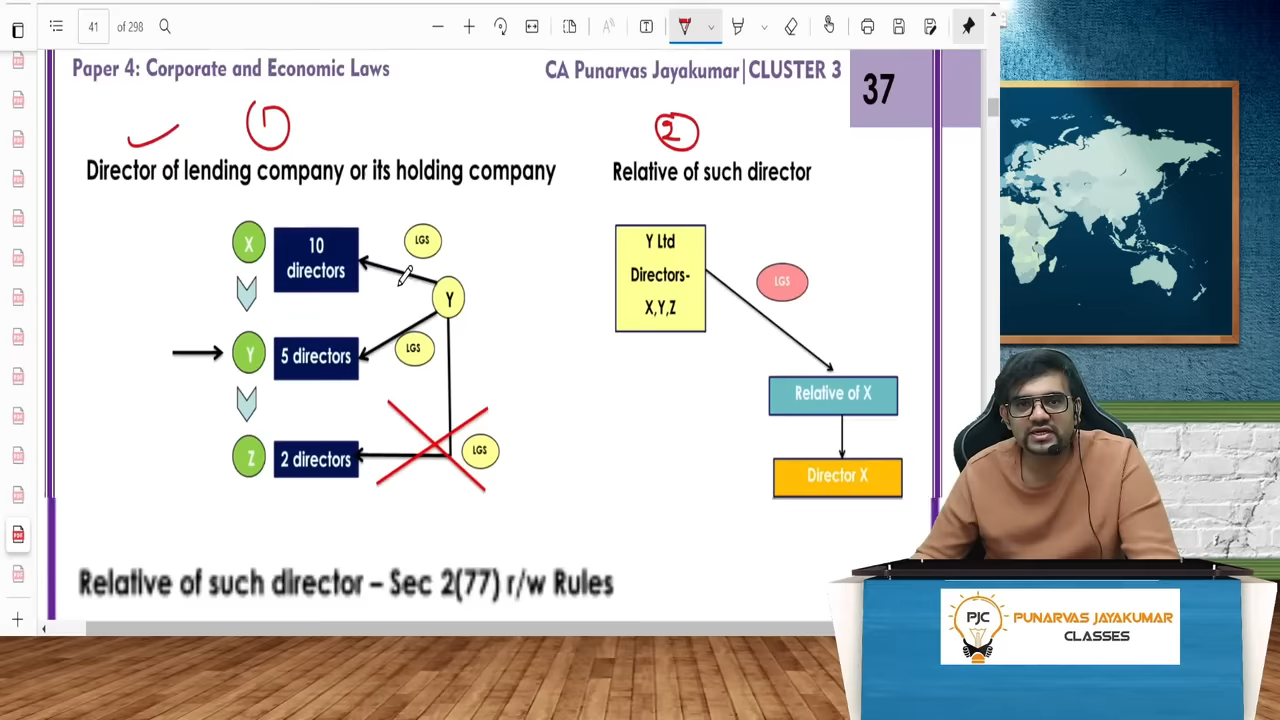 41 of 298
Paper 4: Corporate and Economic Laws
CA Punarvas Jayakumar|CLUSTER 3
37
1
2
Director of lending company or its holding company
Relative of such director
X
10
directors
LGS
Y
Y
5 directors
LGS
Z
2 directors
LGS
Y Ltd
Directors-
X,Y,Z
LGS
Relative of X
Director X
Relative of such director – Sec 2(77) r/w Rules
PJC
PUNARVAS JAYAKUMAR
CLASSES